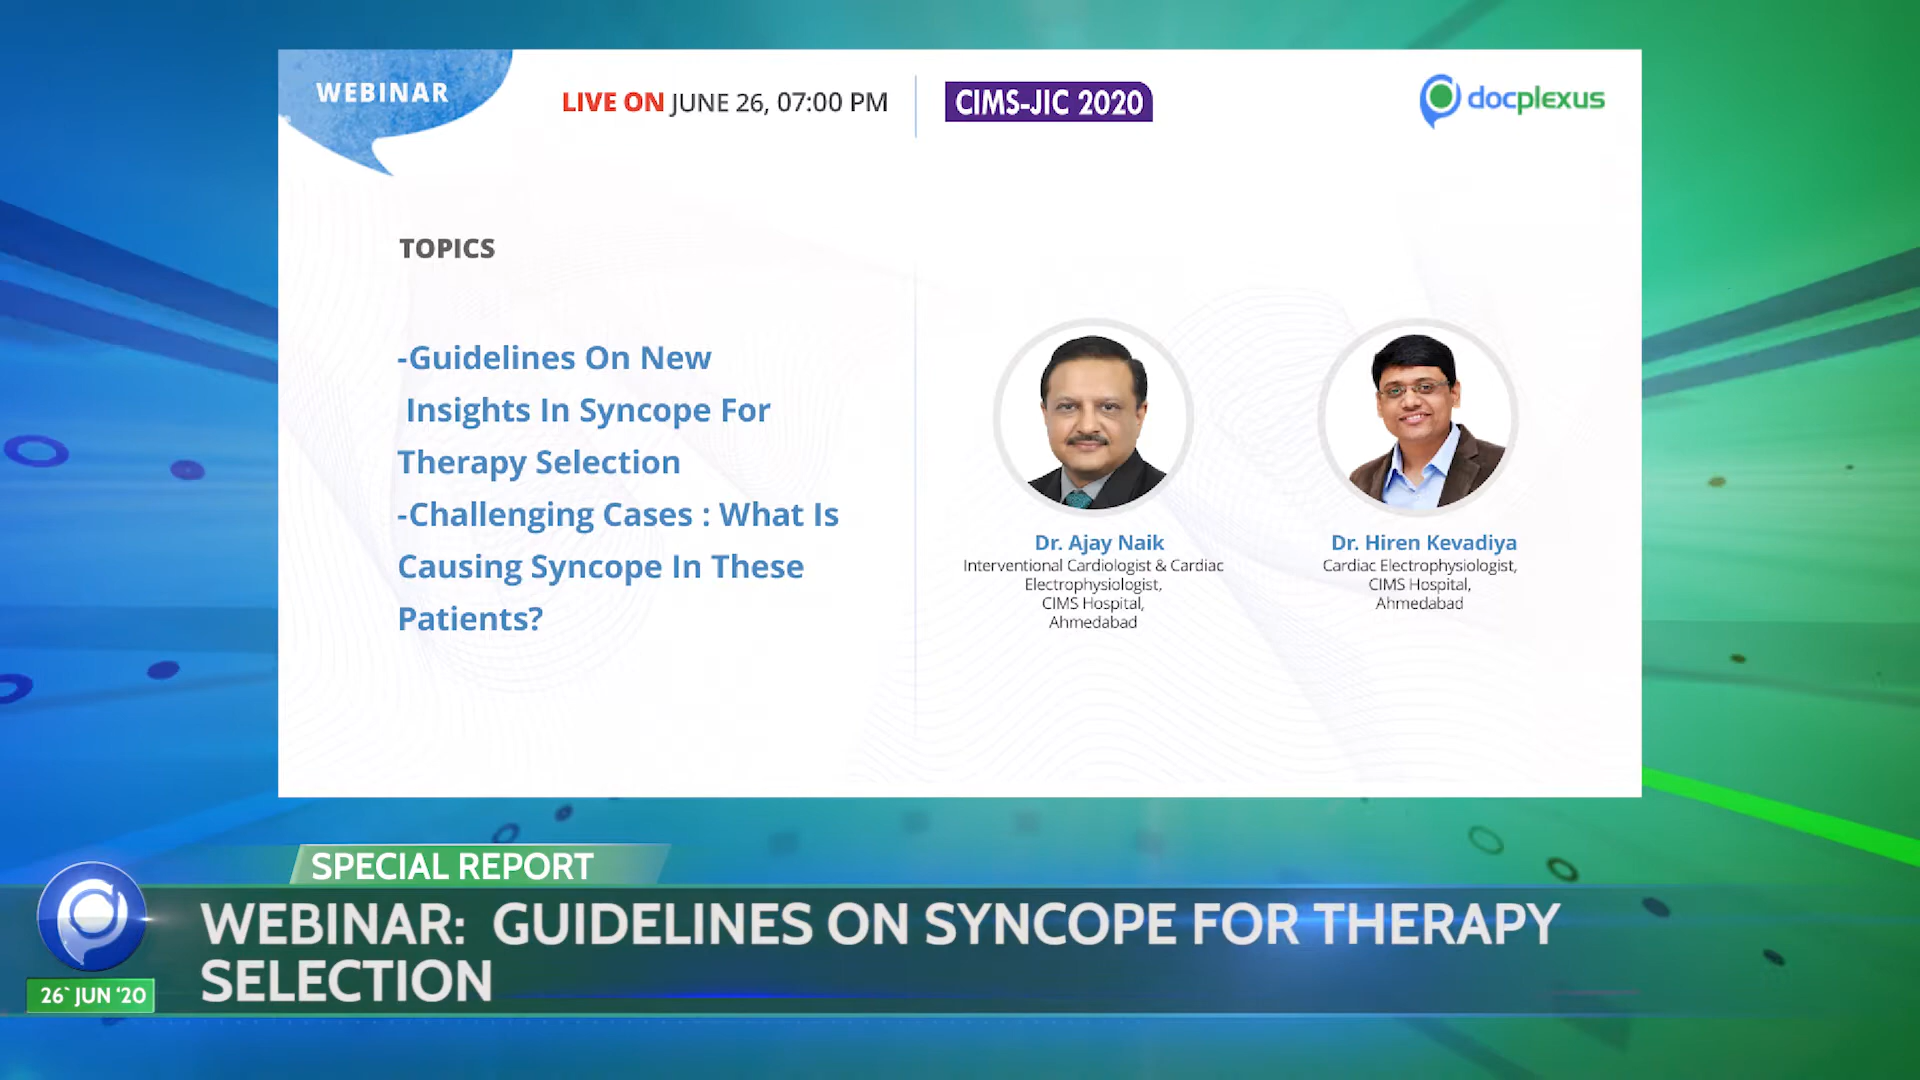 WEBINAR
LIVE ON JUNE 26, 07:00 PM
CIMS-JIC 2020
docplexus
TOPICS
-Guidelines On New
Insights In Syncope For
Therapy Selection
-Challenging Cases : What Is
Causing Syncope In These
Patients?
Dr. Ajay Naik
Interventional Cardiologist & Cardiac
Electrophysiologist,
CIMS Hospital,
Ahmedabad
Dr. Hiren Kevadiya
Cardiac Electrophysiologist,
CIMS Hospital,
Ahmedabad
SPECIAL REPORT
WEBINAR: GUIDELINES ON SYNCOPE FOR THERAPY
SELECTION
26` JUN ‘20